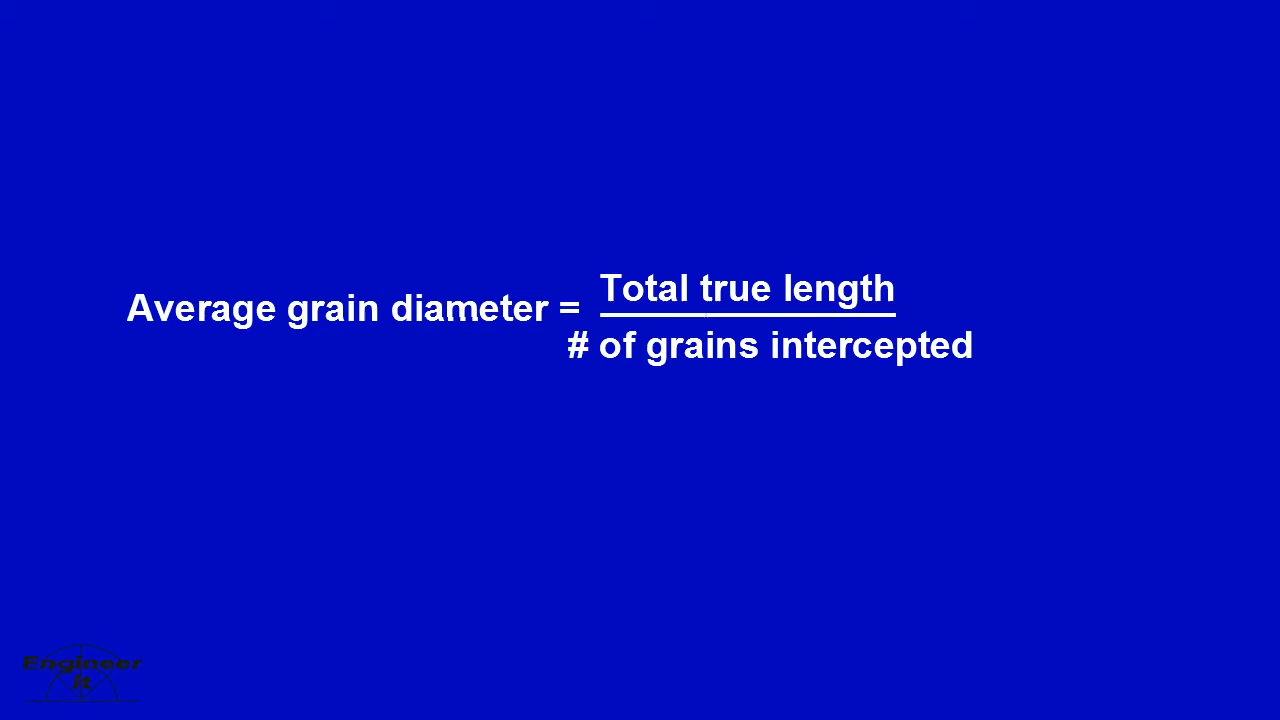 Average grain diameter =
Total true length
# of grains intercepted
Engineer
It